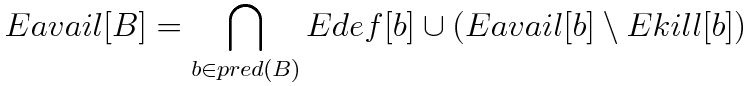 Eavail[B] = ⋂ Edef[b] ∪ (Eavail[b] \ Ekill[b])
b∈pred(B)